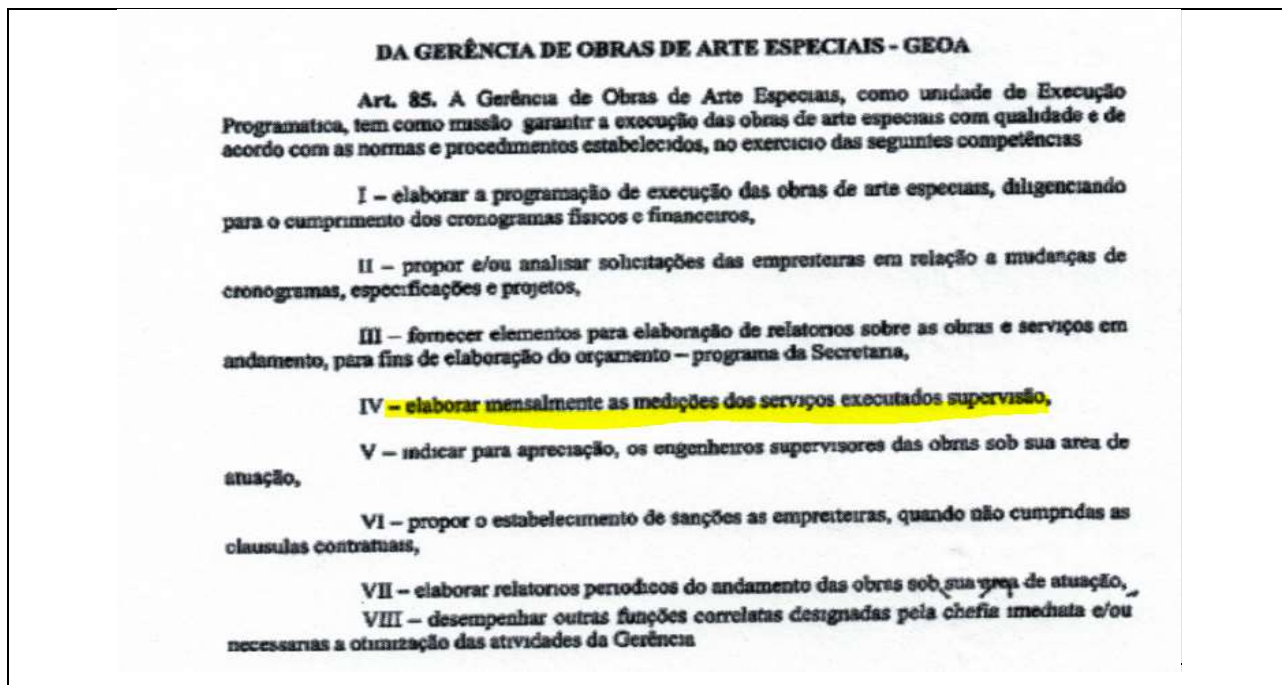 DA GERÊNCIA DE OBRAS DE ARTE ESPECIAIS - GEOA
Art. 85. A Gerência de Obras de Arte Especiais, como unidade de Execução
Programatica, tem como missão garantir a execução das obras de arte especiais com qualidade e de
acordo com as normas e procedimentos estabelecidos, no exercicio das seguintes competências
I – elaborar a programação de execução das obras de arte especiais, diligenciando
para o cumprimento dos cronogramas físicos e financeiros,
II – propor e/ou analisar solicitações das empreiteiras em relação a mudanças de
cronogramas, especificações e projetos,
III – fornecer elementos para elaboração de relatorios sobre as obras e serviços em
andamento, para fins de elaboração do orçamento – programa da Secretaria,
IV – elaborar mensalmente as medições dos serviços executados supervisão,
V – indicar para apreciação, os engenheiros supervisores das obras sob sua area de
atuação,
VI – propor o estabelecimento de sanções as empreiteiras, quando não cumpridas as
clausulas contratuais,
VII – elaborar relatorios periodicos do andamento das obras sob sua area de atuação,
VIII – desempenhar outras funções correlatas designadas pela chefia imediata e/ou
necessarias a otimização das atividades da Gerência